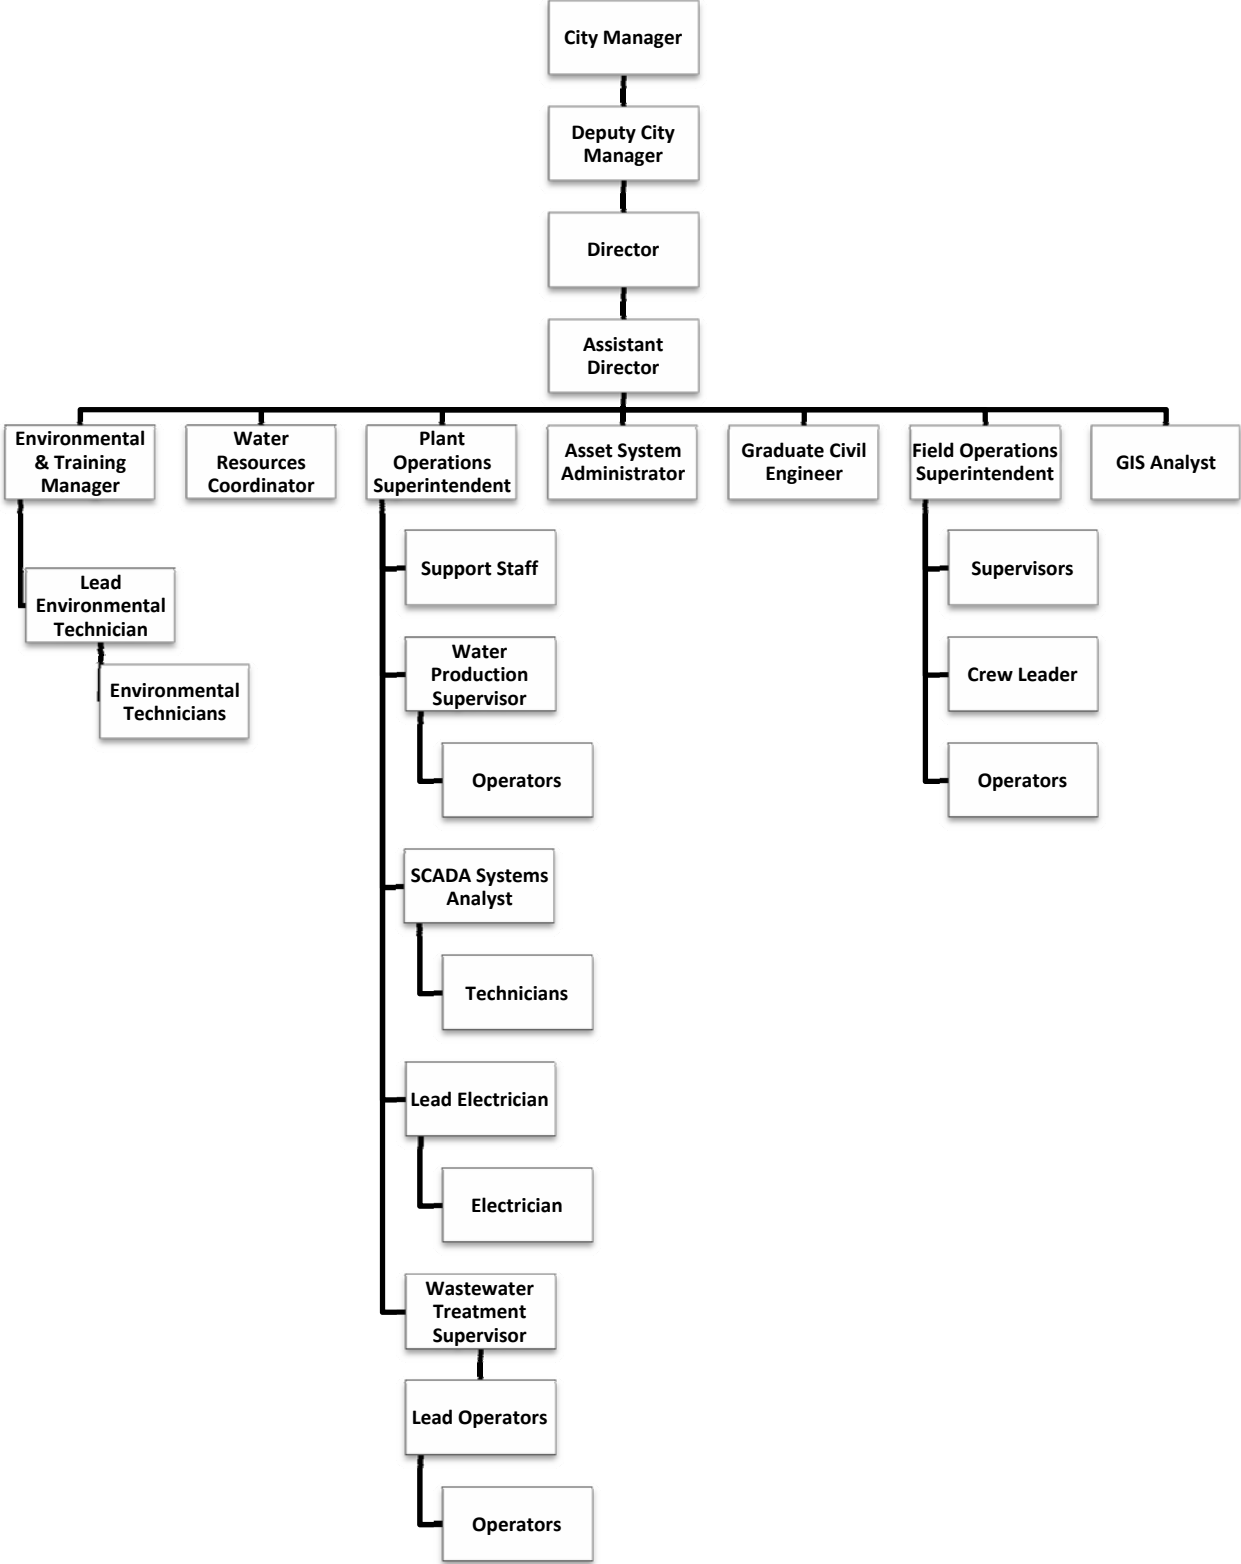 City Manager
Deputy City
Manager
Director
Assistant
Director
Environmental
& Training
Manager
Water
Resources
Coordinator
Plant
Operations
Superintendent
Asset System
Administrator
Graduate Civil
Engineer
Field Operations
Superintendent
GIS Analyst
Lead
Environmental
Technician
Environmental
Technicians
Support Staff
Water
Production
Supervisor
Operators
SCADA Systems
Analyst
Technicians
Lead Electrician
Electrician
Wastewater
Treatment
Supervisor
Lead Operators
Operators
Supervisors
Crew Leader
Operators